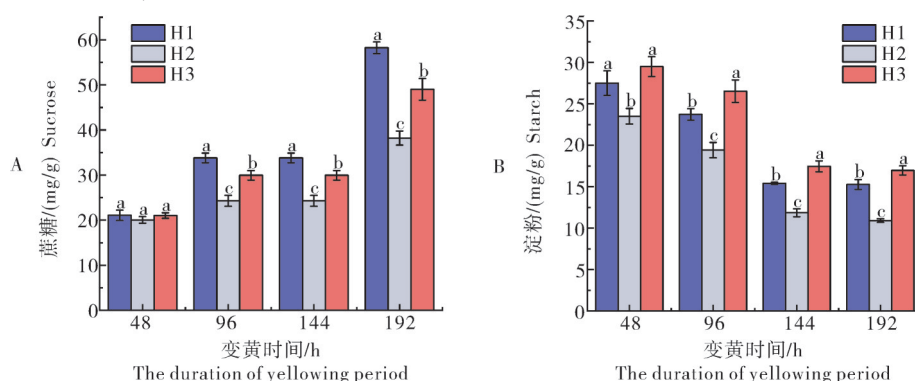 A
蔗糖/(mg/g) Sucrose
60
50
40
30
20
10
0
H1
H2
H3
a a a
a c b
a c b
a c b
48 96 144 192
变黄时间/h
The duration of yellowing period
B
淀粉/(mg/g) Starch
35
30
25
20
15
10
5
0
H1
H2
H3
a b a
b c a
b c a
b c a
48 96 144 192
变黄时间/h
The duration of yellowing period